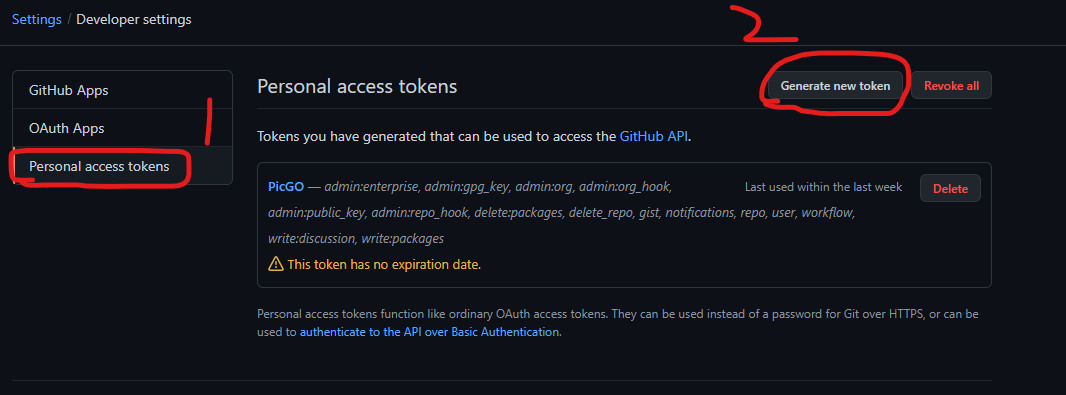 Settings / Developer settings
2
GitHub Apps
OAuth Apps
1
Personal access tokens
Personal access tokens
Generate new token
Revoke all
Tokens you have generated that can be used to access the GitHub API.
PicGO — admin:enterprise, admin:gpg_key, admin:org, admin:org_hook,
admin:public_key, admin:repo_hook, delete:packages, delete_repo, gist, notifications, repo, user, workflow,
write:discussion, write:packages
Last used within the last week
Delete
This token has no expiration date.
Personal access tokens function like ordinary OAuth access tokens. They can be used instead of a password for Git over HTTPS, or can be
used to authenticate to the API over Basic Authentication.